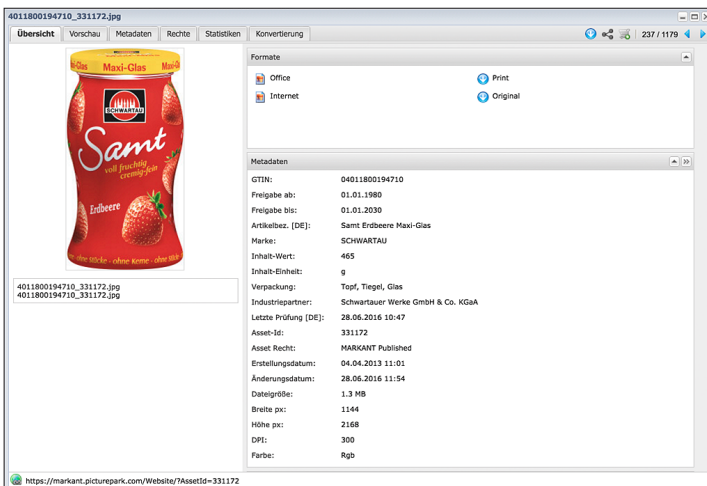 4011800194710_331172.jpg
Übersicht Vorschau Metadaten Rechte Statistiken Konvertierung 237 / 1179
Maxi-Glas
SCHWARTAU
Samt
voll fruchtig
cremig-fein
Erdbeere
ohne Kerne - ohne
4011800194710_331172.jpg
4011800194710_331172.jpg
Formate
Office Print
Internet Original
Metadaten
GTIN: 04011800194710
Freigabe ab: 01.01.1980
Freigabe bis: 01.01.2030
Artikelbez. [DE]: Samt Erdbeere Maxi-Glas
Marke: SCHWARTAU
Inhalt-Wert: 465
Inhalt-Einheit: g
Verpackung: Topf, Tiegel, Glas
Industriepartner: Schwartauer Werke GmbH & Co. KGaA
Letzte Prüfung [DE]: 28.06.2016 10:47
Asset-Id: 331172
Asset Recht: MARKANT Published
Erstellungsdatum: 04.04.2013 11:01
Änderungsdatum: 28.06.2016 11:54
Dateigröße: 1.3 MB
Breite px: 1144
Höhe px: 2168
DPI: 300
Farbe: Rgb
https://markant.picturepark.com/Website/?AssetId=331172